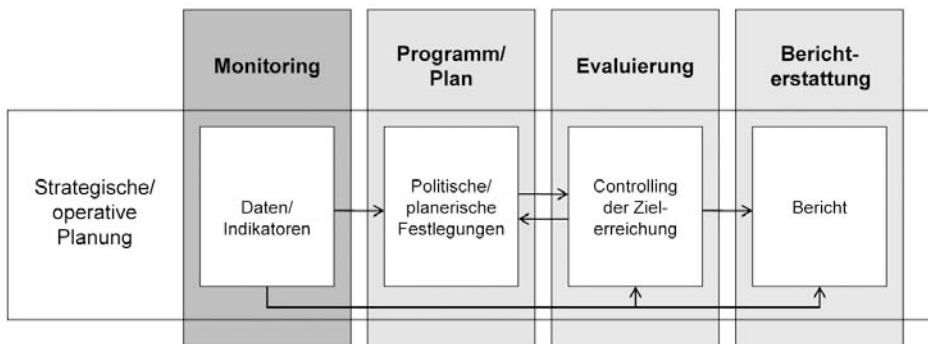 Monitoring
Programm/
Plan
Evaluierung
Bericht-
erstattung
Strategische/
operative
Planung
Daten/
Indikatoren
Politische/
planerische
Festlegungen
Controlling
der Ziel-
erreichung
Bericht